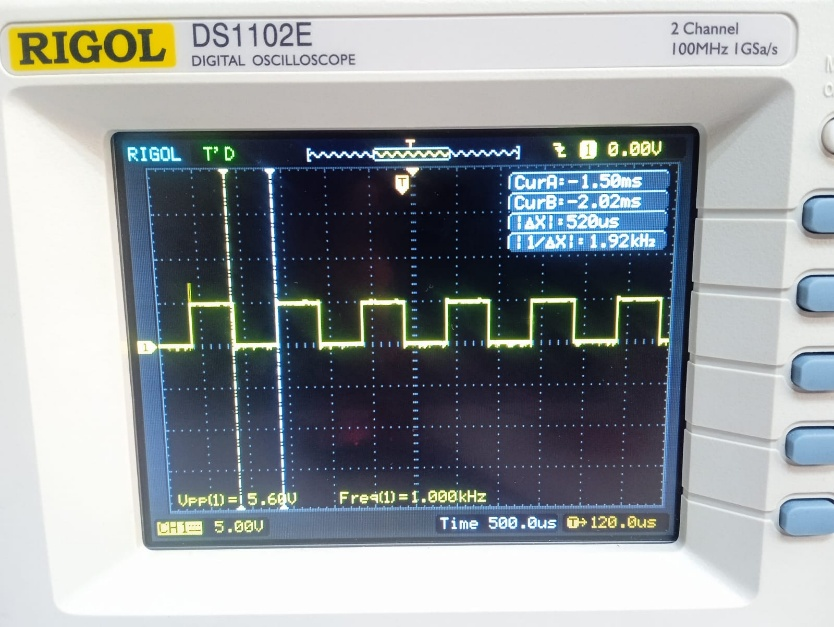 RIGOL DS1102E
DIGITAL OSCILLOSCOPE
2 Channel
100MHz 1GSa/s
RIGOL T'D T 1 0.00V
T
CurA:-1.50ms
CurB:-2.02ms
|ΔX|:520us
|1/ΔX|:1.92kHz
1
Vpp(1)=5.60V Freq(1)=1.000kHz
CH1 5.00V Time 500.0us T→120.0us